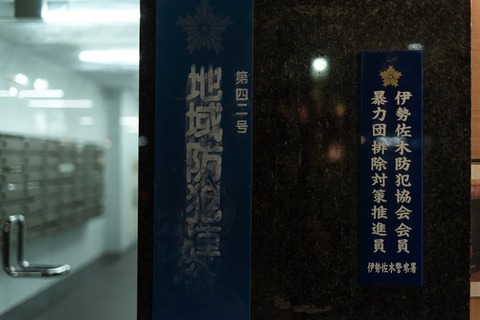 伊勢佐木防犯協会会員
暴力団排除対策推進員
伊勢佐木警察署
第四二号
地域防犯連